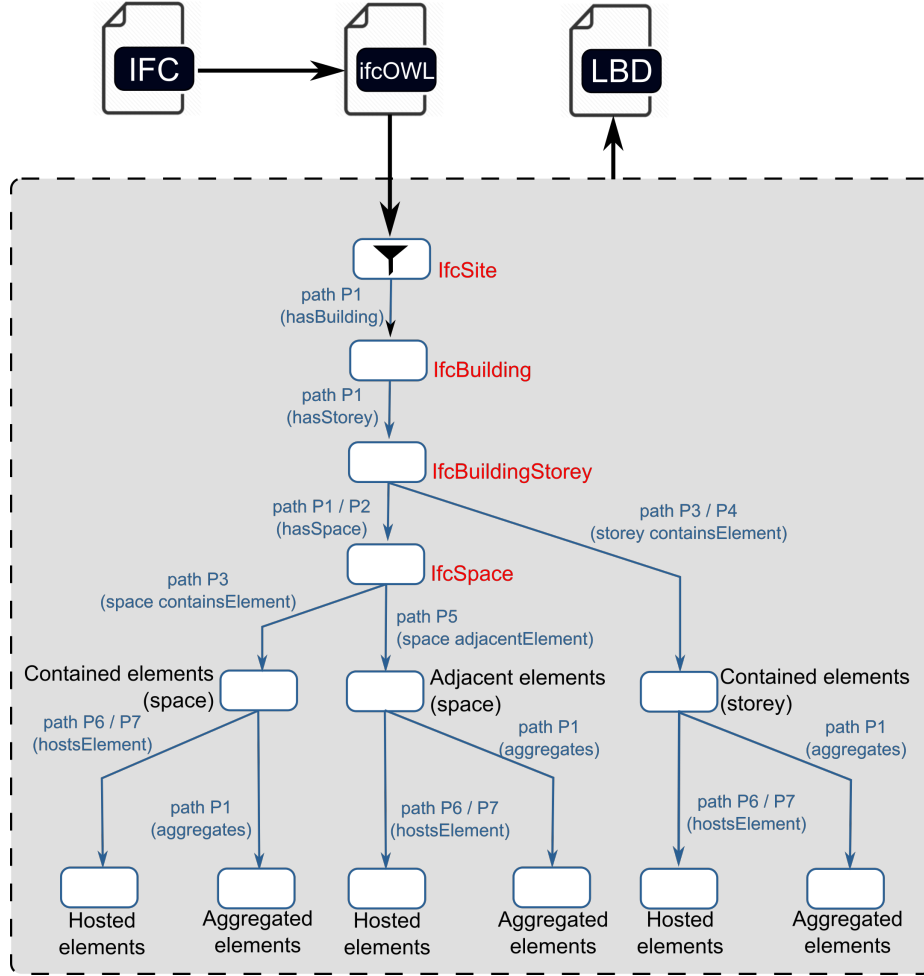 IFC
ifcOWL
LBD
IfcSite
path P1
(hasBuilding)
IfcBuilding
path P1
(hasStorey)
IfcBuildingStorey
path P1 / P2
(hasSpace)
path P3 / P4
(storey containsElement)
IfcSpace
path P3
(space containsElement)
path P5
(space adjacentElement)
Contained elements
(space)
Adjacent elements
(space)
Contained elements
(storey)
path P6 / P7
(hostsElement)
path P1
(aggregates)
path P1
(aggregates)
path P1
(aggregates)
path P6 / P7
(hostsElement)
path P6 / P7
(hostsElement)
Hosted
elements
Aggregated
elements
Hosted
elements
Aggregated
elements
Hosted
elements
Aggregated
elements